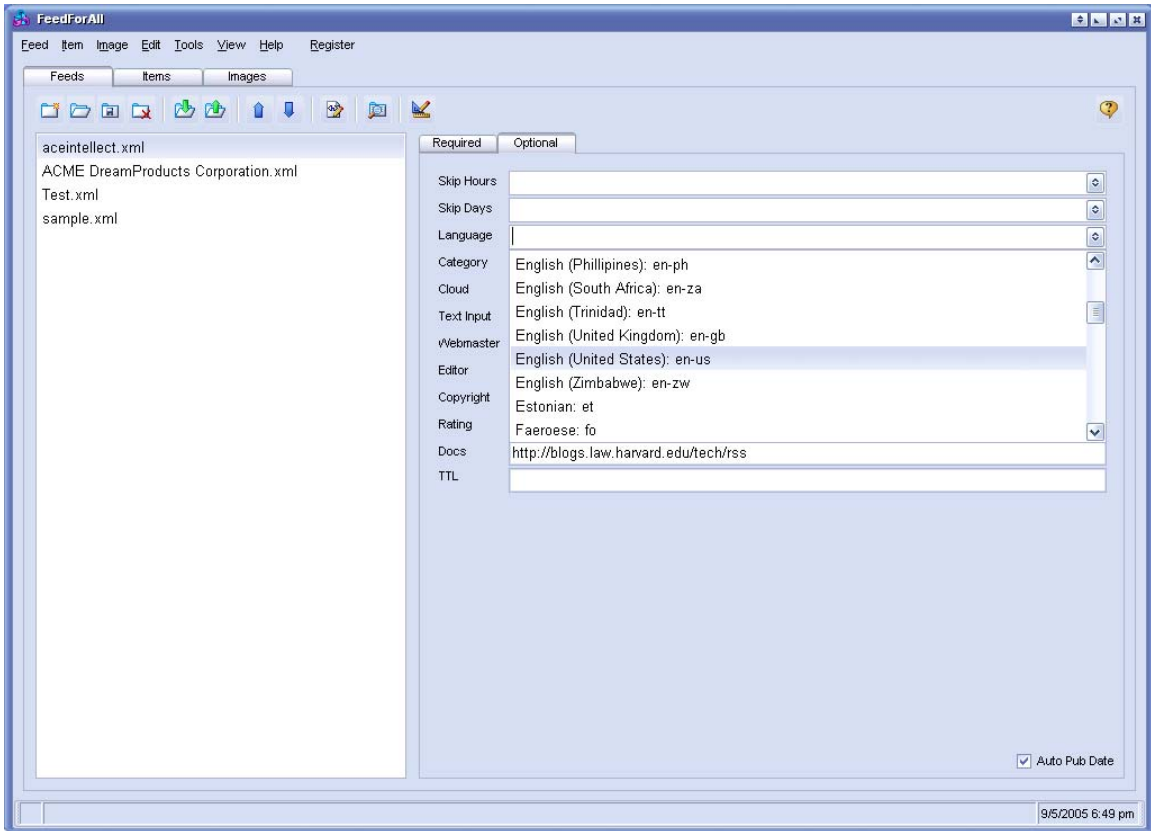 FeedForAll
Feed Item Image Edit Tools View Help Register
Feeds Items Images
aceintellect.xml
ACME DreamProducts Corporation.xml
Test.xml
sample.xml
Required Optional
Skip Hours
Skip Days
Language
Category
Cloud
Text Input
Webmaster
Editor
Copyright
Rating
Docs
TTL
English (Phillipines): en-ph
English (South Africa): en-za
English (Trinidad): en-tt
English (United Kingdom): en-gb
English (United States): en-us
English (Zimbabwe): en-zw
Estonian: et
Faeroese: fo
http://blogs.law.harvard.edu/tech/rss
Auto Pub Date
9/5/2005 6:49 pm